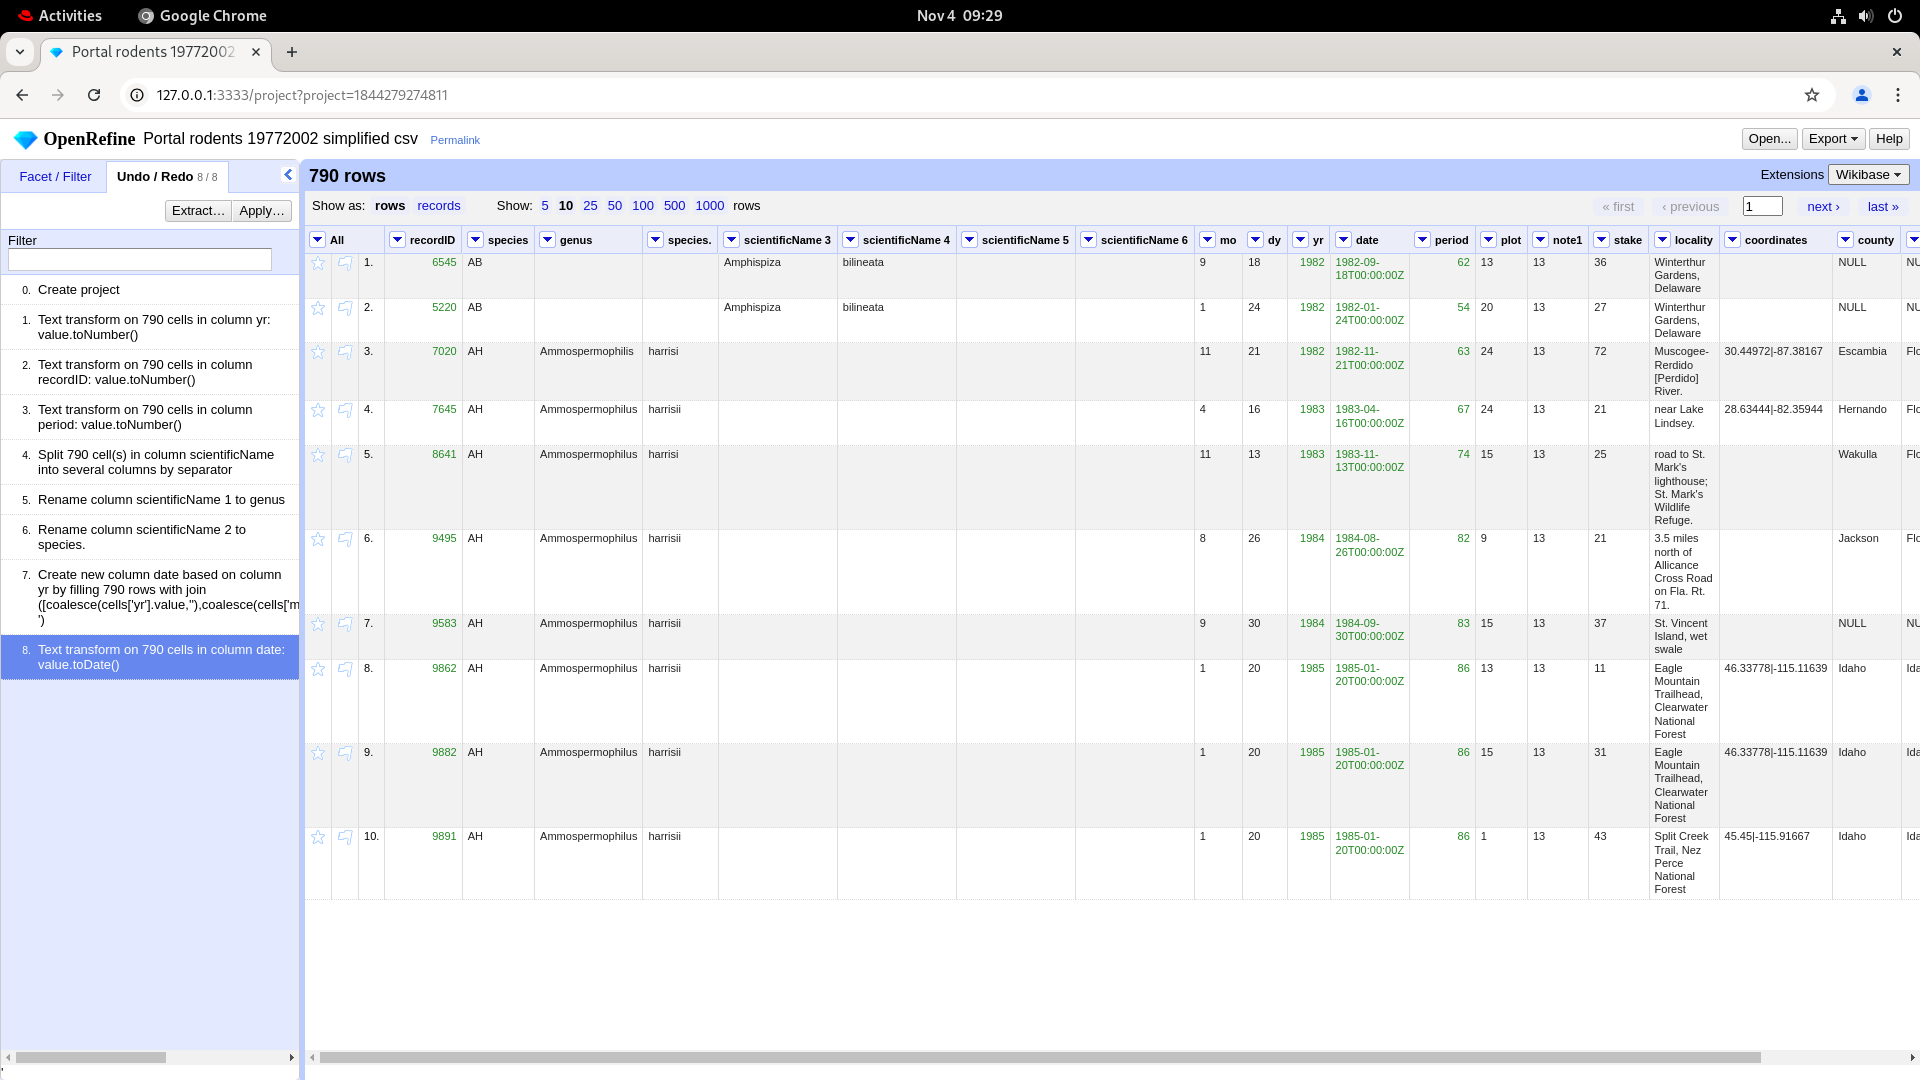 Activities
Google Chrome
Nov 4 09:29
Portal rodents 19772002
127.0.0.1:3333/project?project=1844279274811
OpenRefine Portal rodents 19772002 simplified csv Permalink
Open... Export Help
Facet / Filter Undo / Redo 8 / 8
Extract... Apply...
Filter
0. Create project
1. Text transform on 790 cells in column yr:
value.toNumber()
2. Text transform on 790 cells in column
recordID: value.toNumber()
3. Text transform on 790 cells in column
period: value.toNumber()
4. Split 790 cell(s) in column scientificName
into several columns by separator
5. Rename column scientificName 1 to genus
6. Rename column scientificName 2 to
species.
7. Create new column date based on column
yr by filling 790 rows with join
([coalesce(cells['yr'].value,''),coalesce(cells['m
')
8. Text transform on 790 cells in column date:
value.toDate()
790 rows
Extensions Wikibase
Show as: rows records Show: 5 10 25 50 100 500 1000 rows
« first ‹ previous 1 next › last »
All recordID species genus species. scientificName 3 scientificName 4 scientificName 5 scientificName 6 mo dy yr date period plot note1 stake locality coordinates county
1. 6545 AB Amphispiza bilineata 9 18 1982 1982-09- 62 13 13 36 Winterthur NULL NU
18T00:00:00Z Gardens,
Delaware
2. 5220 AB Amphispiza bilineata 1 24 1982 1982-01- 54 20 13 27 Winterthur NULL NU
24T00:00:00Z Gardens,
Delaware
3. 7020 AH Ammospermophilis harrisi 11 21 1982 1982-11- 63 24 13 72 Muscogee- 30.44972|-87.38167 Escambia Flo
21T00:00:00Z Rerdido
[Perdido]
River.
4. 7645 AH Ammospermophilus harrisii 4 16 1983 1983-04- 67 24 13 21 near Lake 28.63444|-82.35944 Hernando Flo
16T00:00:00Z Lindsey.
5. 8641 AH Ammospermophilus harrisi 11 13 1983 1983-11- 74 15 13 25 road to St. Wakulla Flo
13T00:00:00Z Mark's
lighthouse;
St. Mark's
Wildlife
Refuge.
6. 9495 AH Ammospermophilus harrisii 8 26 1984 1984-08- 82 9 13 21 3.5 miles Jackson Flo
26T00:00:00Z north of
Allicance
Cross Road
on Fla. Rt.
71.
7. 9583 AH Ammospermophilus harrisii 9 30 1984 1984-09- 83 15 13 37 St. Vincent NULL NU
30T00:00:00Z Island, wet
swale
8. 9862 AH Ammospermophilus harrisii 1 20 1985 1985-01- 86 13 13 11 Eagle 46.33778|-115.11639 Idaho Ida
20T00:00:00Z Mountain
Trailhead,
Clearwater
National
Forest
9. 9882 AH Ammospermophilus harrisii 1 20 1985 1985-01- 86 15 13 31 Eagle 46.33778|-115.11639 Idaho Ida
20T00:00:00Z Mountain
Trailhead,
Clearwater
National
Forest
10. 9891 AH Ammospermophilus harrisii 1 20 1985 1985-01- 86 1 13 43 Split Creek 45.45|-115.91667 Idaho Ida
20T00:00:00Z Trail, Nez
Perce
National
Forest